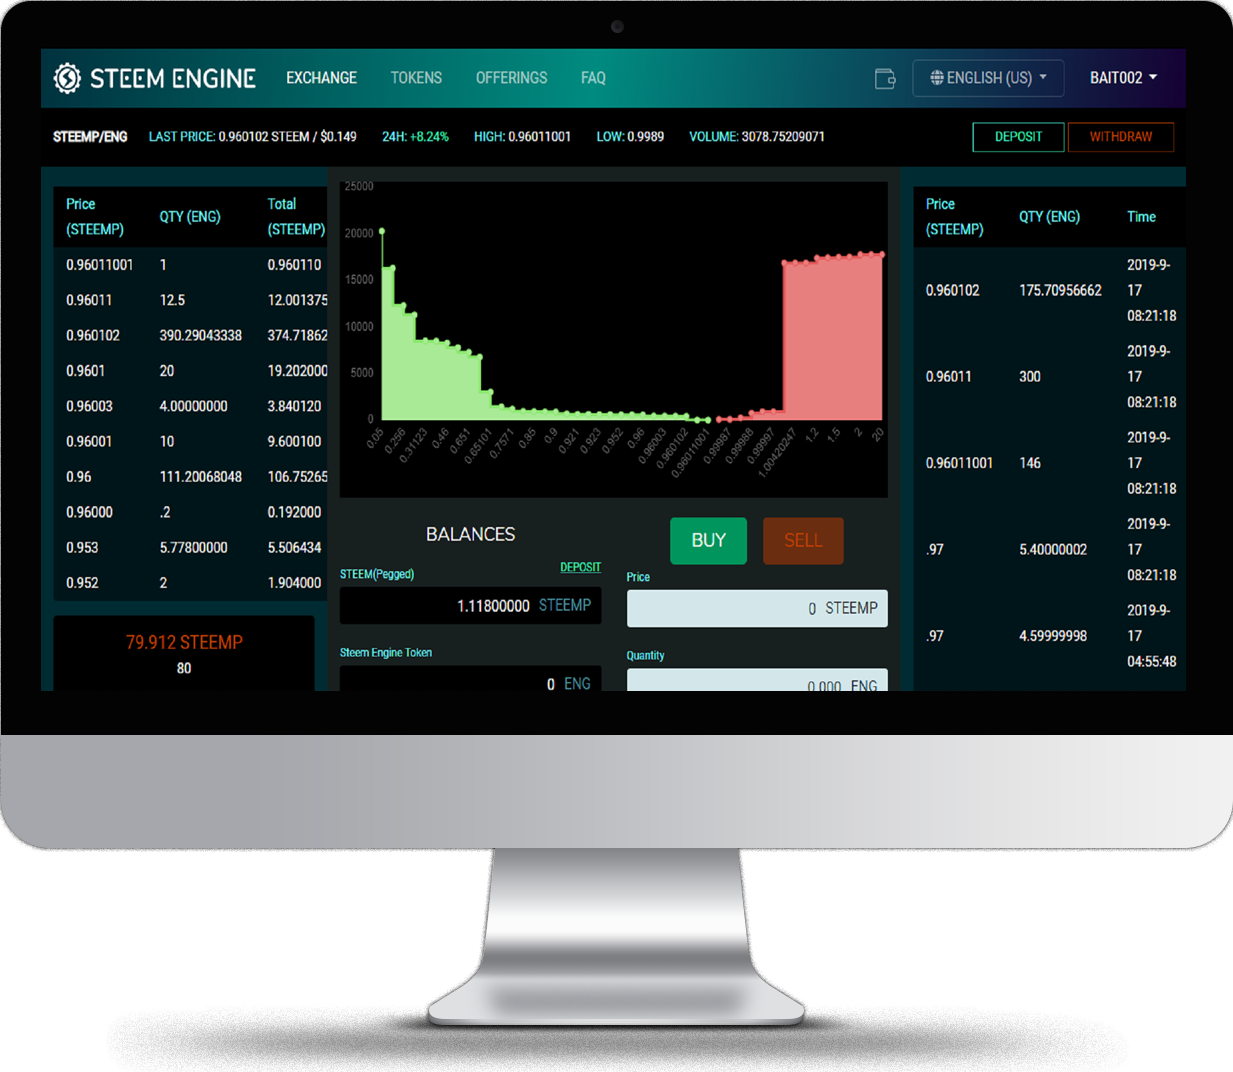 STEEM ENGINE EXCHANGE TOKENS OFFERINGS FAQ ENGLISH (US) BAIT002
STEEMP/ENG LAST PRICE: 0.960102 STEEM / $0.149 24H: +8.24% HIGH: 0.96011001 LOW: 0.9989 VOLUME: 3078.75209071 DEPOSIT WITHDRAW
Price QTY (ENG) Total
(STEEMP) (STEEMP)
0.96011001 1 0.960110
0.96011 12.5 12.001375
0.960102 390.29043338 374.71862
0.9601 20 19.202000
0.96003 4.00000000 3.840120
0.96001 10 9.600100
0.96 111.20068048 106.75265
0.96000 .2 0.192000
0.953 5.77800000 5.506434
0.952 2 1.904000
79.912 STEEMP
80
25000
20000
15000
10000
5000
0
0.05 0.256 0.31123 0.46 0.651 0.65101 0.7571 0.85 0.9 0.921 0.923 0.952 0.96 0.96003 0.960102 0.96011001 0.99987 0.99988 0.99997 1.00420247 1.2 1.5 2 20
BALANCES
STEEM(Pegged) DEPOSIT
1.11800000 STEEMP
Steem Engine Token
0 ENG
BUY SELL
Price
0 STEEMP
Quantity
0.000 ENG
Price QTY (ENG) Time
(STEEMP)
0.960102 175.70956662 2019-9-
17
08:21:18
0.96011 300 2019-9-
17
08:21:18
0.96011001 146 2019-9-
17
08:21:18
.97 5.40000002 2019-9-
17
08:21:18
.97 4.59999998 2019-9-
17
04:55:48